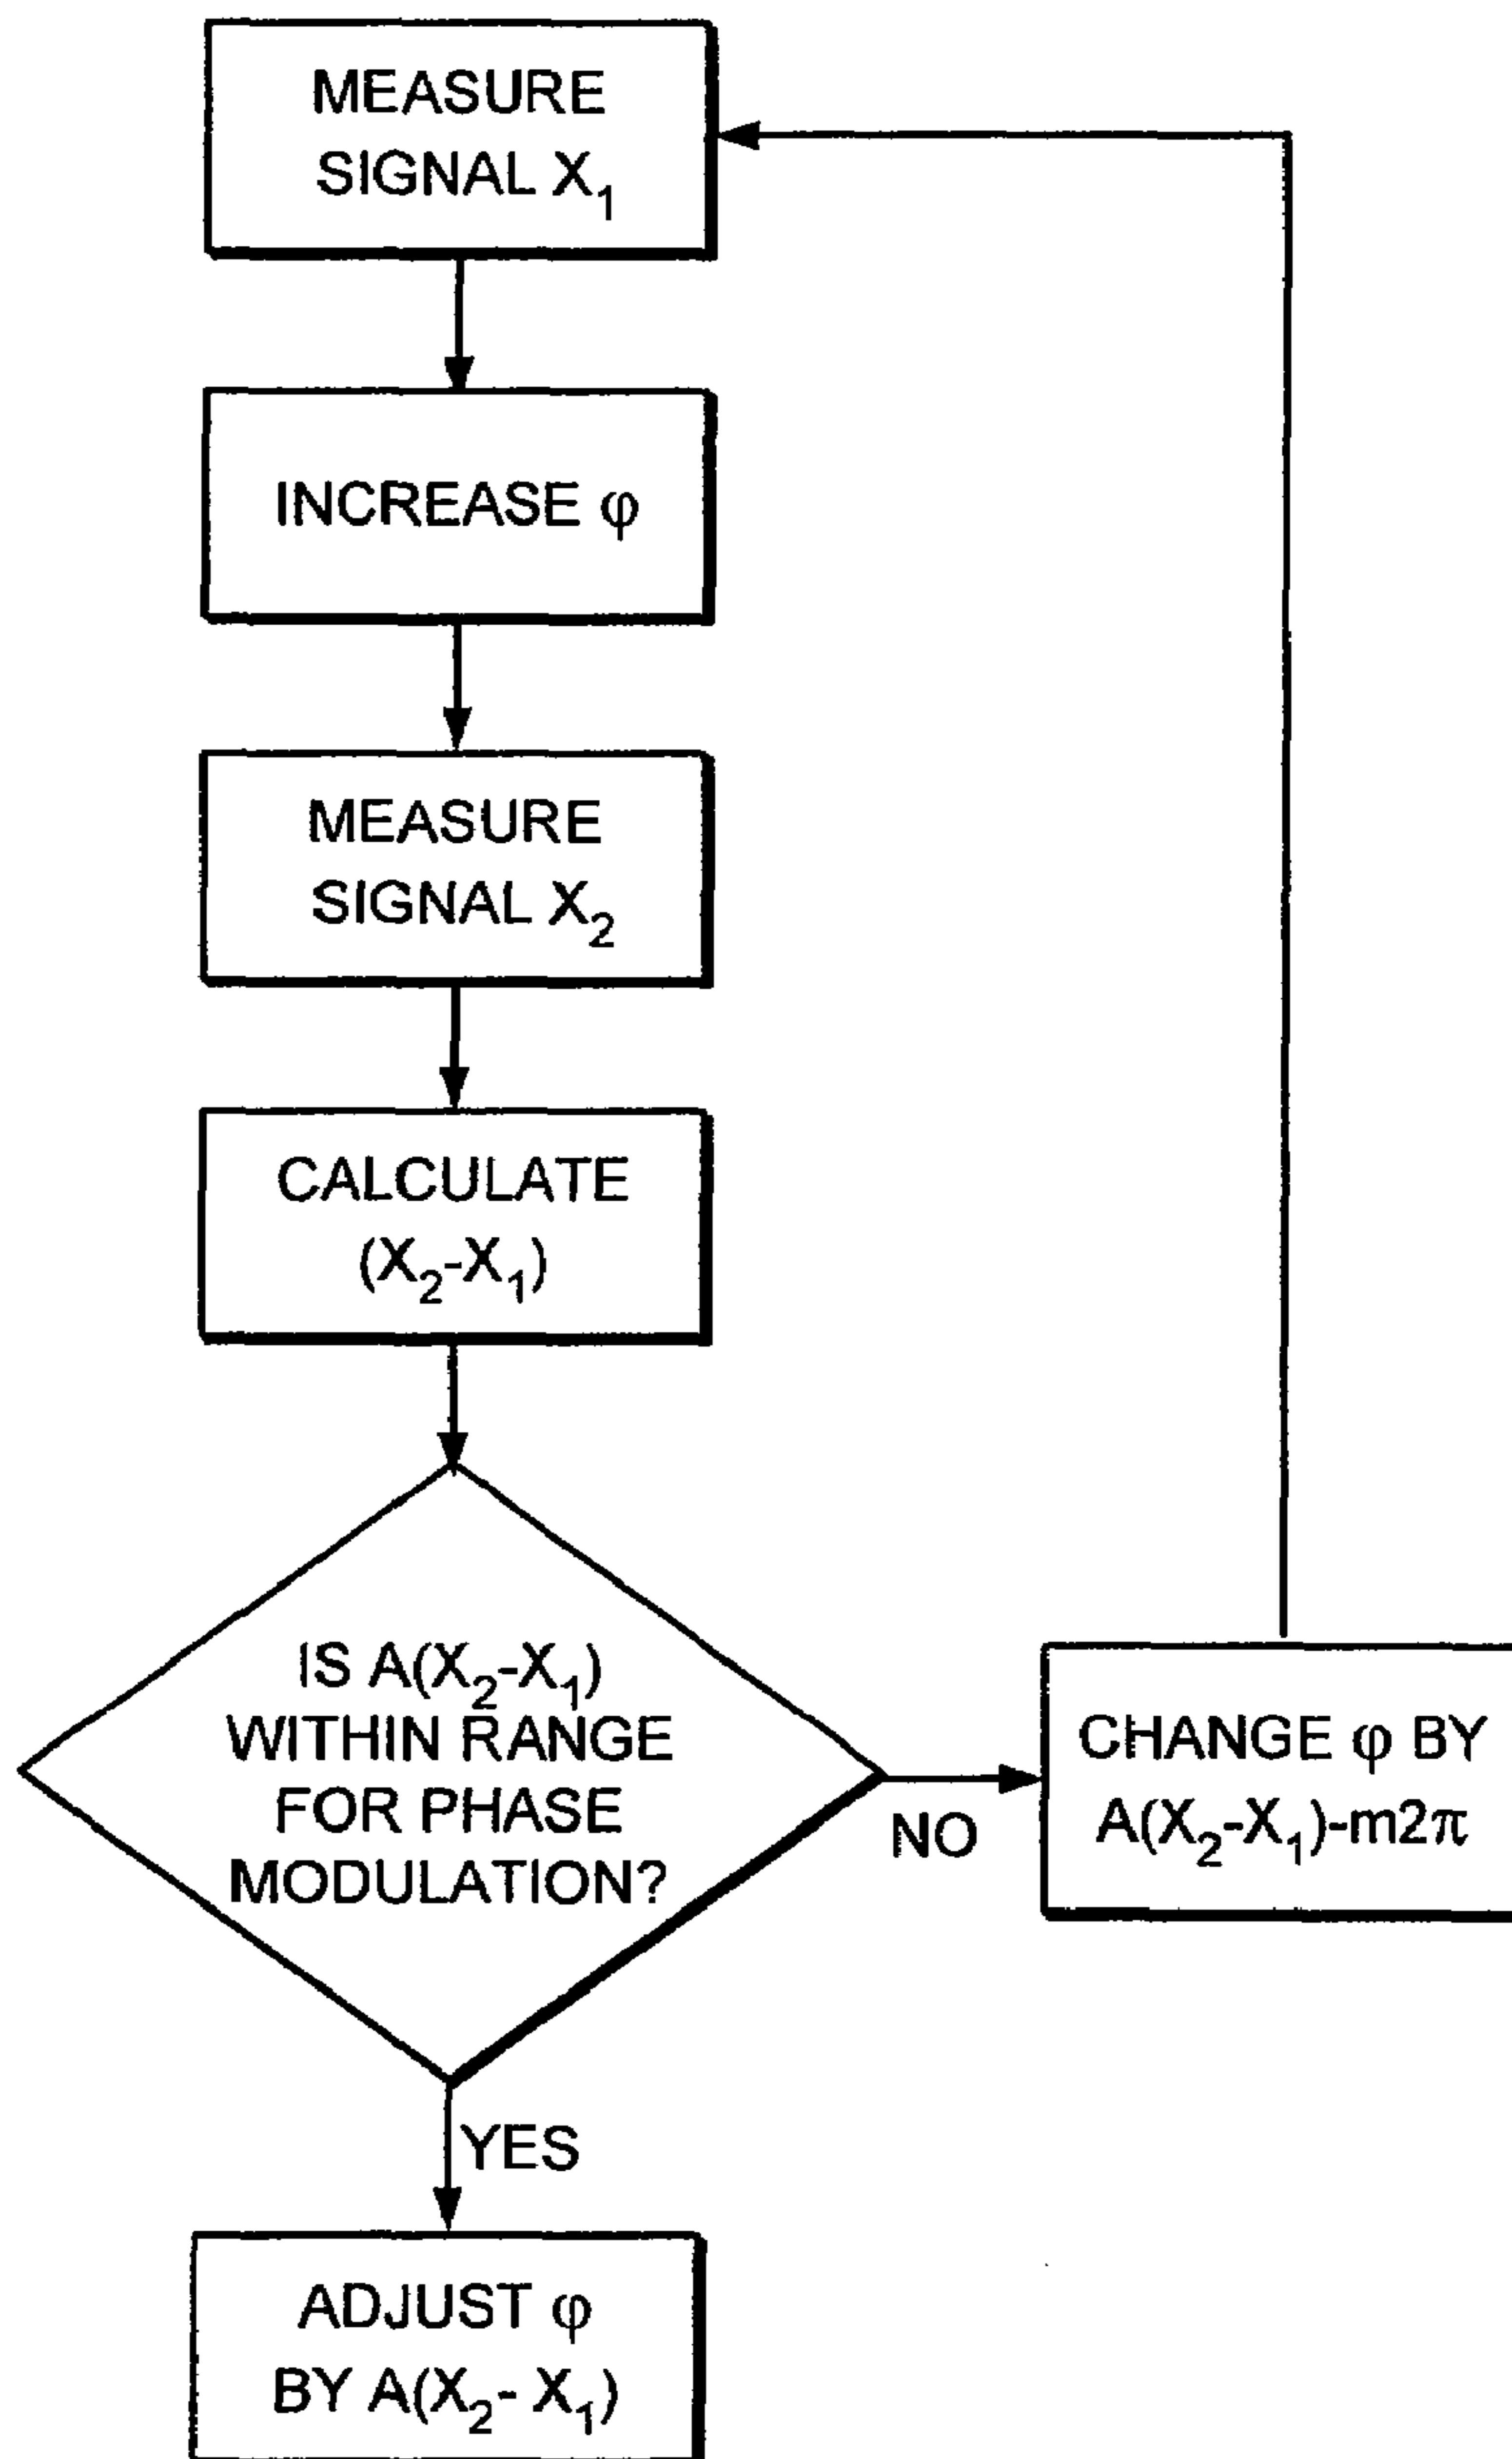 MEASURE
SIGNAL X₁
INCREASE φ
MEASURE
SIGNAL X₂
CALCULATE
(X₂-X₁)
IS A(X₂-X₁)
WITHIN RANGE
FOR PHASE
MODULATION?
NO
CHANGE φ BY
A(X₂-X₁)-m2π
YES
ADJUST φ
BY A(X₂- X₁)